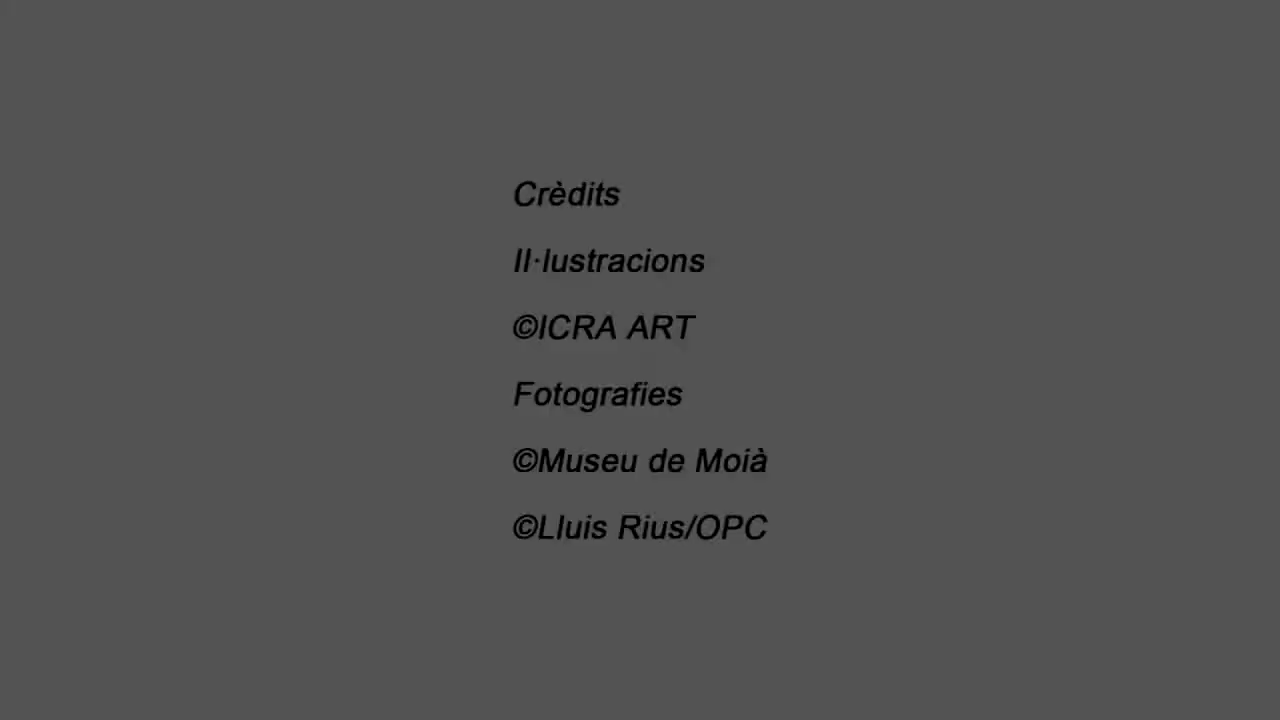 Crèdits
Il·lustracions
©ICRA ART
Fotografies
©Museu de Moià
©Lluis Rius/OPC